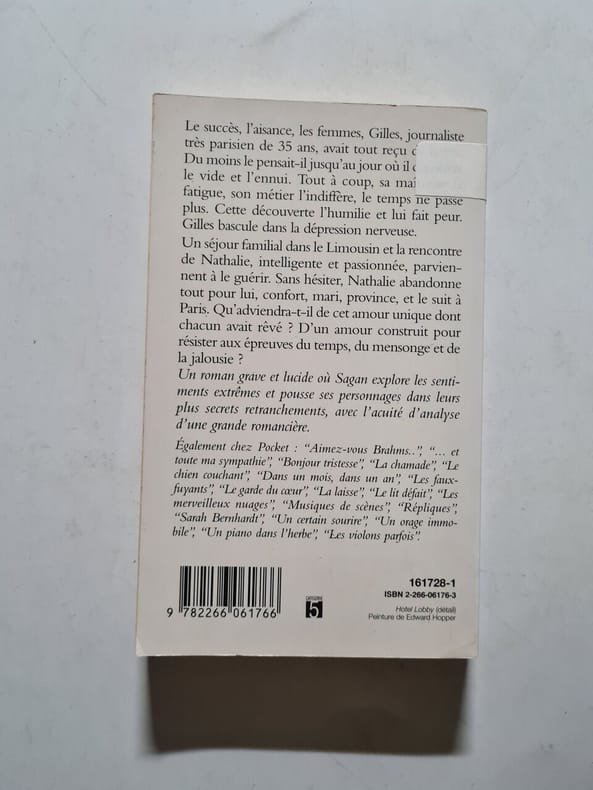 Le succès, l'aisance, les femmes, Gilles, journaliste
très parisien de 35 ans, avait tout reçu
Du moins le pensait-il jusqu'au jour où il
le vide et l'ennui. Tout à coup, sa
fatigue, son métier l'indiffère, le temps ne passe
plus. Cette découverte l'humilie et lui fait peur.
Gilles bascule dans la dépression nerveuse.
Un séjour familial dans le Limousin et la rencontre
de Nathalie, intelligente et passionnée, parvien-
nent à le guérir. Sans hésiter, Nathalie abandonne
tout pour lui, confort, mari, province, et le suit à
Paris. Qu'adviendra-t-il de cet amour unique dont
chacun avait rêvé ? D'un amour construit pour
résister aux épreuves du temps, du mensonge et de
la jalousie ?
Un roman grave et lucide où Sagan explore les senti-
ments extrêmes et pousse ses personnages dans leurs
plus secrets retranchements, avec l'acuité d'analyse
d'une grande romancière.
Également chez Pocket : “Aimez-vous Brahms..”, “... et
toute ma sympathie”, “Bonjour tristesse”, “La chamade”, “Le
chien couchant”, “Dans un mois, dans un an”, “Les faux-
fuyants”, “Le garde du cœur”, “La laisse”, “Le lit défait”, “Les
merveilleux nuages”, “Musiques de scènes”, “Répliques”,
“Sarah Bernhardt”, “Un certain sourire”, “Un orage immo-
bile”, “Un piano dans l'herbe”, “Les violons parfois”.
161728-1
ISBN 2-266-06176-3
Hotel Lobby (détail)
Peinture de Edward Hopper
9 782266 061766
CATÉGORIE
5